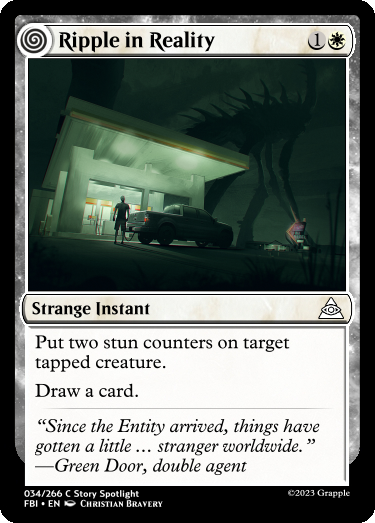 Ripple in Reality 1
Strange Instant
Put two stun counters on target
tapped creature.
Draw a card.
“Since the Entity arrived, things have
gotten a little … stranger worldwide.”
—Green Door, double agent
034/266 C Story Spotlight
FBI • EN Christian Bravery
©2023 Grapple